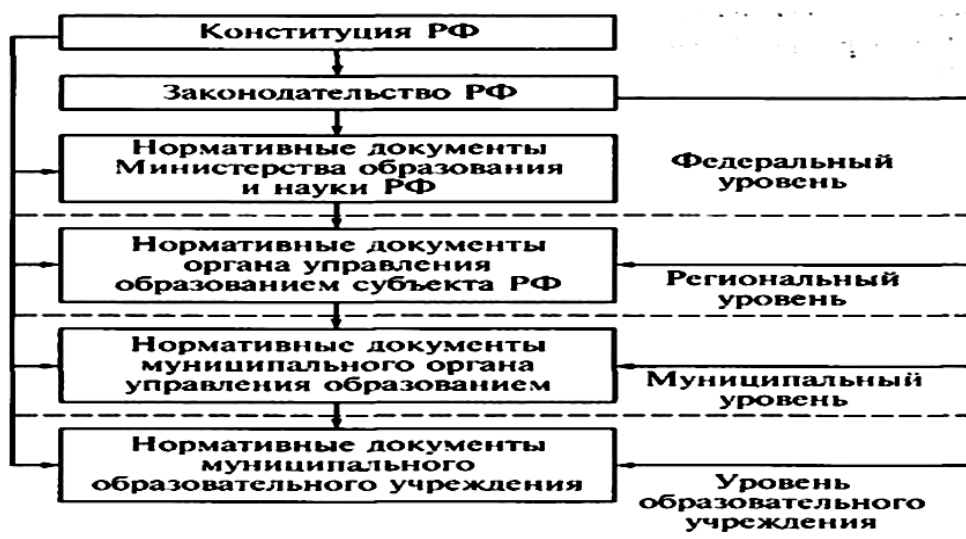 Конституция РФ
Законодательство РФ
Нормативные документы
Министерства образования
и науки РФ
Федеральный
уровень
Нормативные документы
органа управления
образованием субъекта РФ
Региональный
уровень
Нормативные документы
муниципального органа
управления образованием
Муниципальный
уровень
Нормативные документы
муниципального
образовательного учреждения
Уровень
образовательного
учреждения